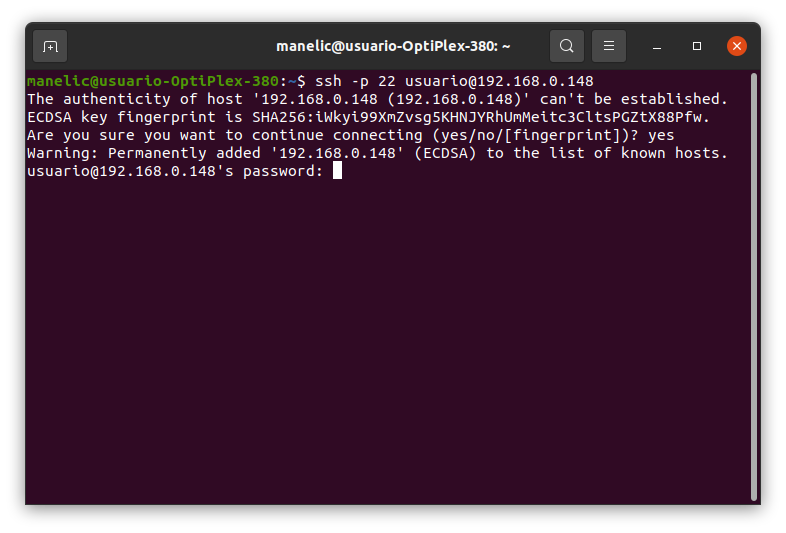 manelic@usuario-OptiPlex-380: ~
manelic@usuario-OptiPlex-380:~$ ssh -p 22 usuario@192.168.0.148
The authenticity of host '192.168.0.148 (192.168.0.148)' can't be established.
ECDSA key fingerprint is SHA256:iWkyi99XmZvsg5KHNJYRhUmMeitc3CltsPGZtX88Pfw.
Are you sure you want to continue connecting (yes/no/[fingerprint])? yes
Warning: Permanently added '192.168.0.148' (ECDSA) to the list of known hosts.
usuario@192.168.0.148's password: